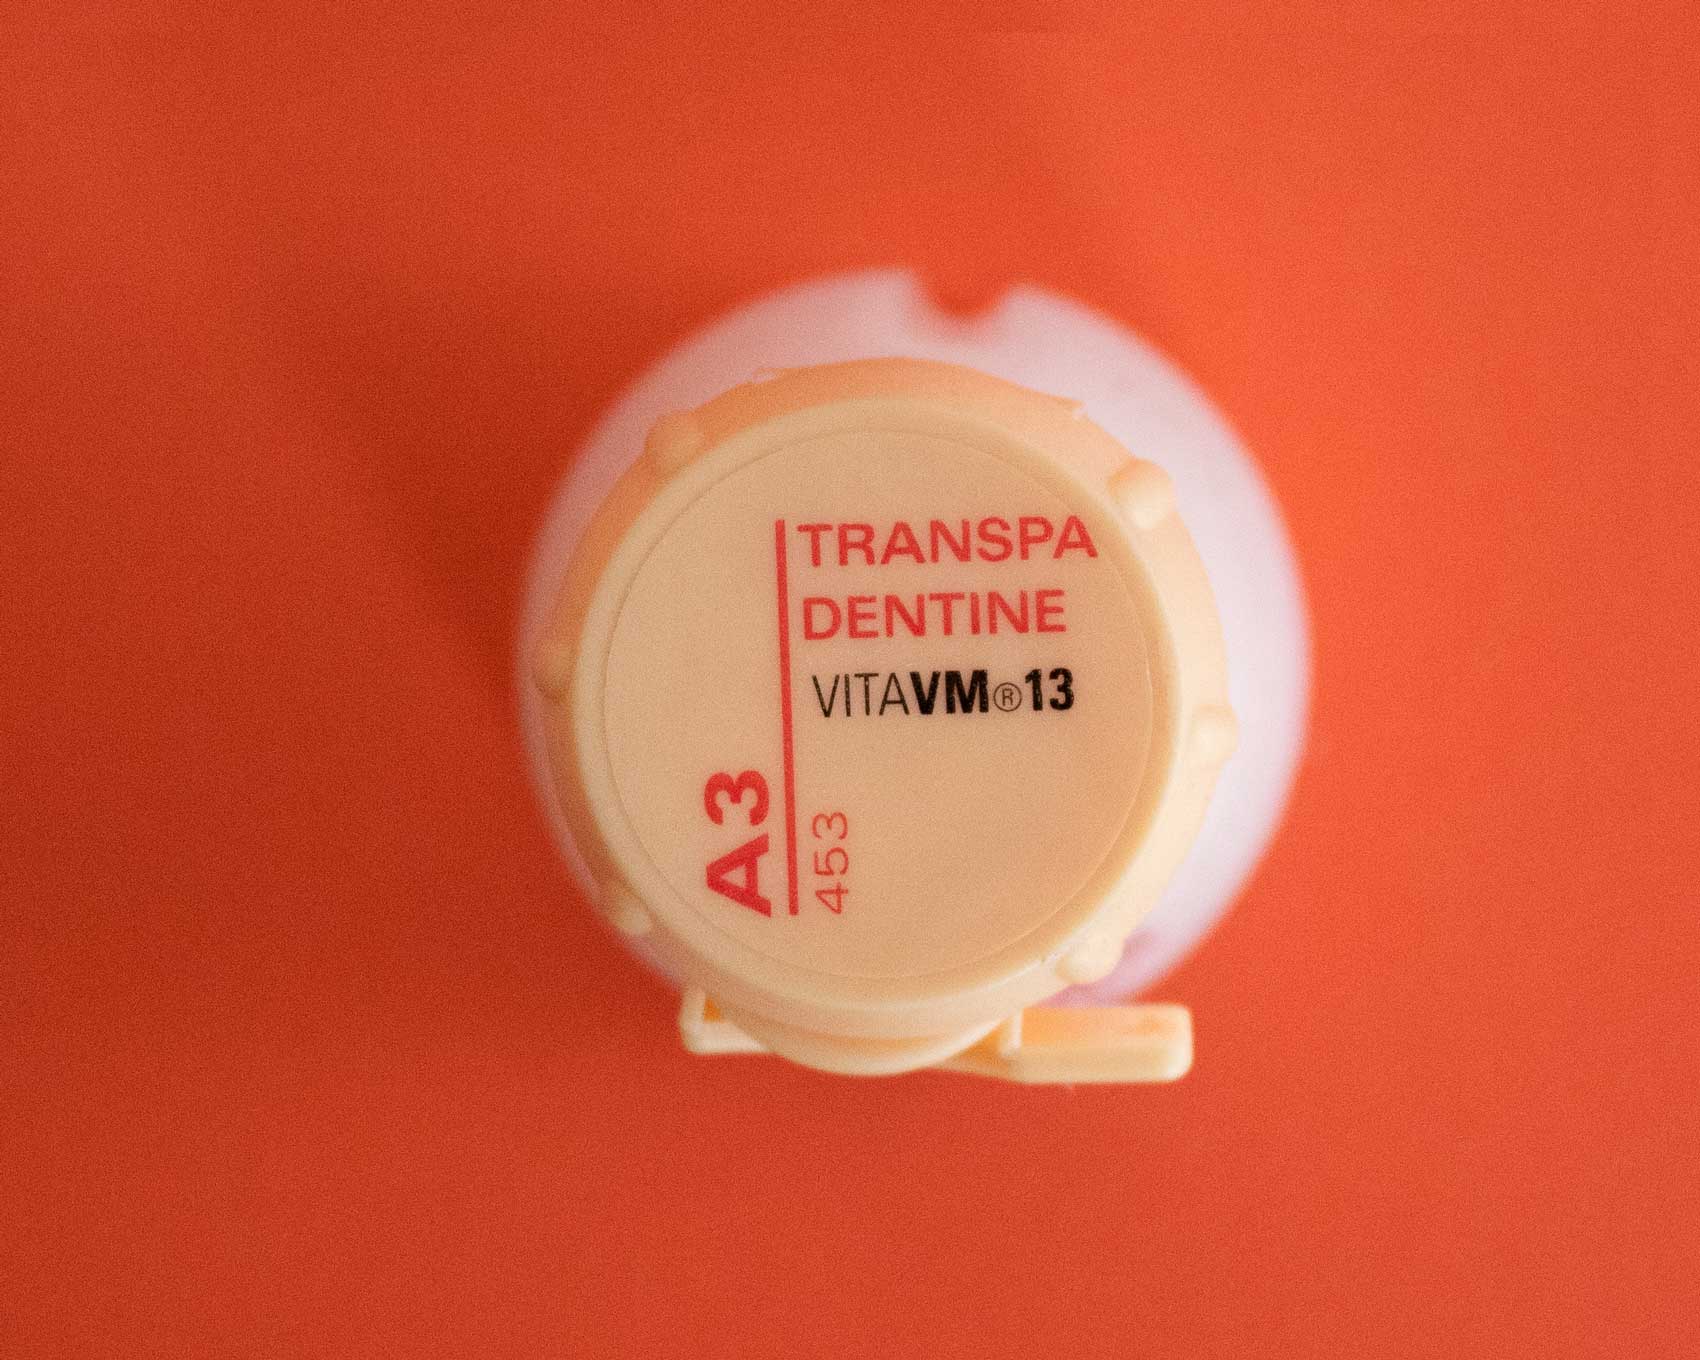 TRANSPA
DENTINE
VITAVM®13
A3
453